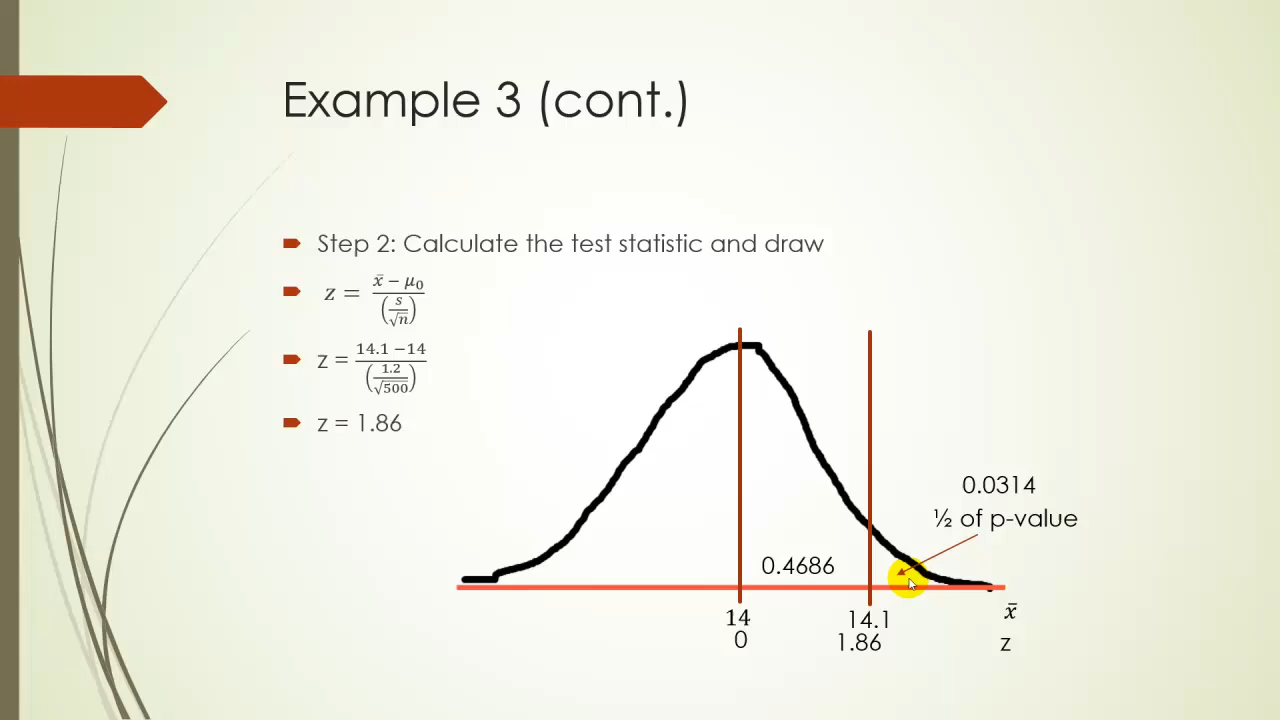 Example 3 (cont.)
Step 2: Calculate the test statistic and draw
z = (x̄ − μ₀) / (s/√n)
z = (14.1 −14) / (1.2/√500)
z = 1.86
0.0314
½ of p-value
0.4686
14 14.1 x̄
0 1.86 z